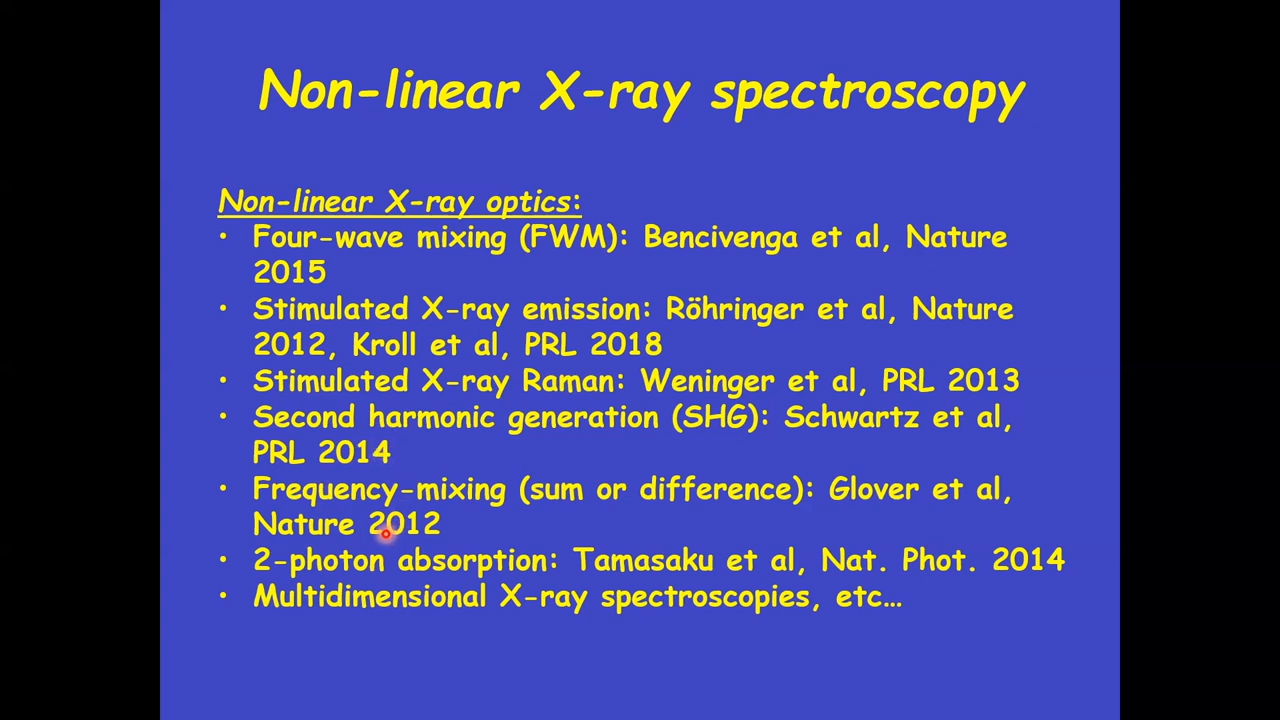 Non-linear X-ray spectroscopy
Non-linear X-ray optics:
• Four-wave mixing (FWM): Bencivenga et al, Nature
2015
• Stimulated X-ray emission: Röhringer et al, Nature
2012, Kroll et al, PRL 2018
• Stimulated X-ray Raman: Weninger et al, PRL 2013
• Second harmonic generation (SHG): Schwartz et al,
PRL 2014
• Frequency-mixing (sum or difference): Glover et al,
Nature 2012
• 2-photon absorption: Tamasaku et al, Nat. Phot. 2014
• Multidimensional X-ray spectroscopies, etc…